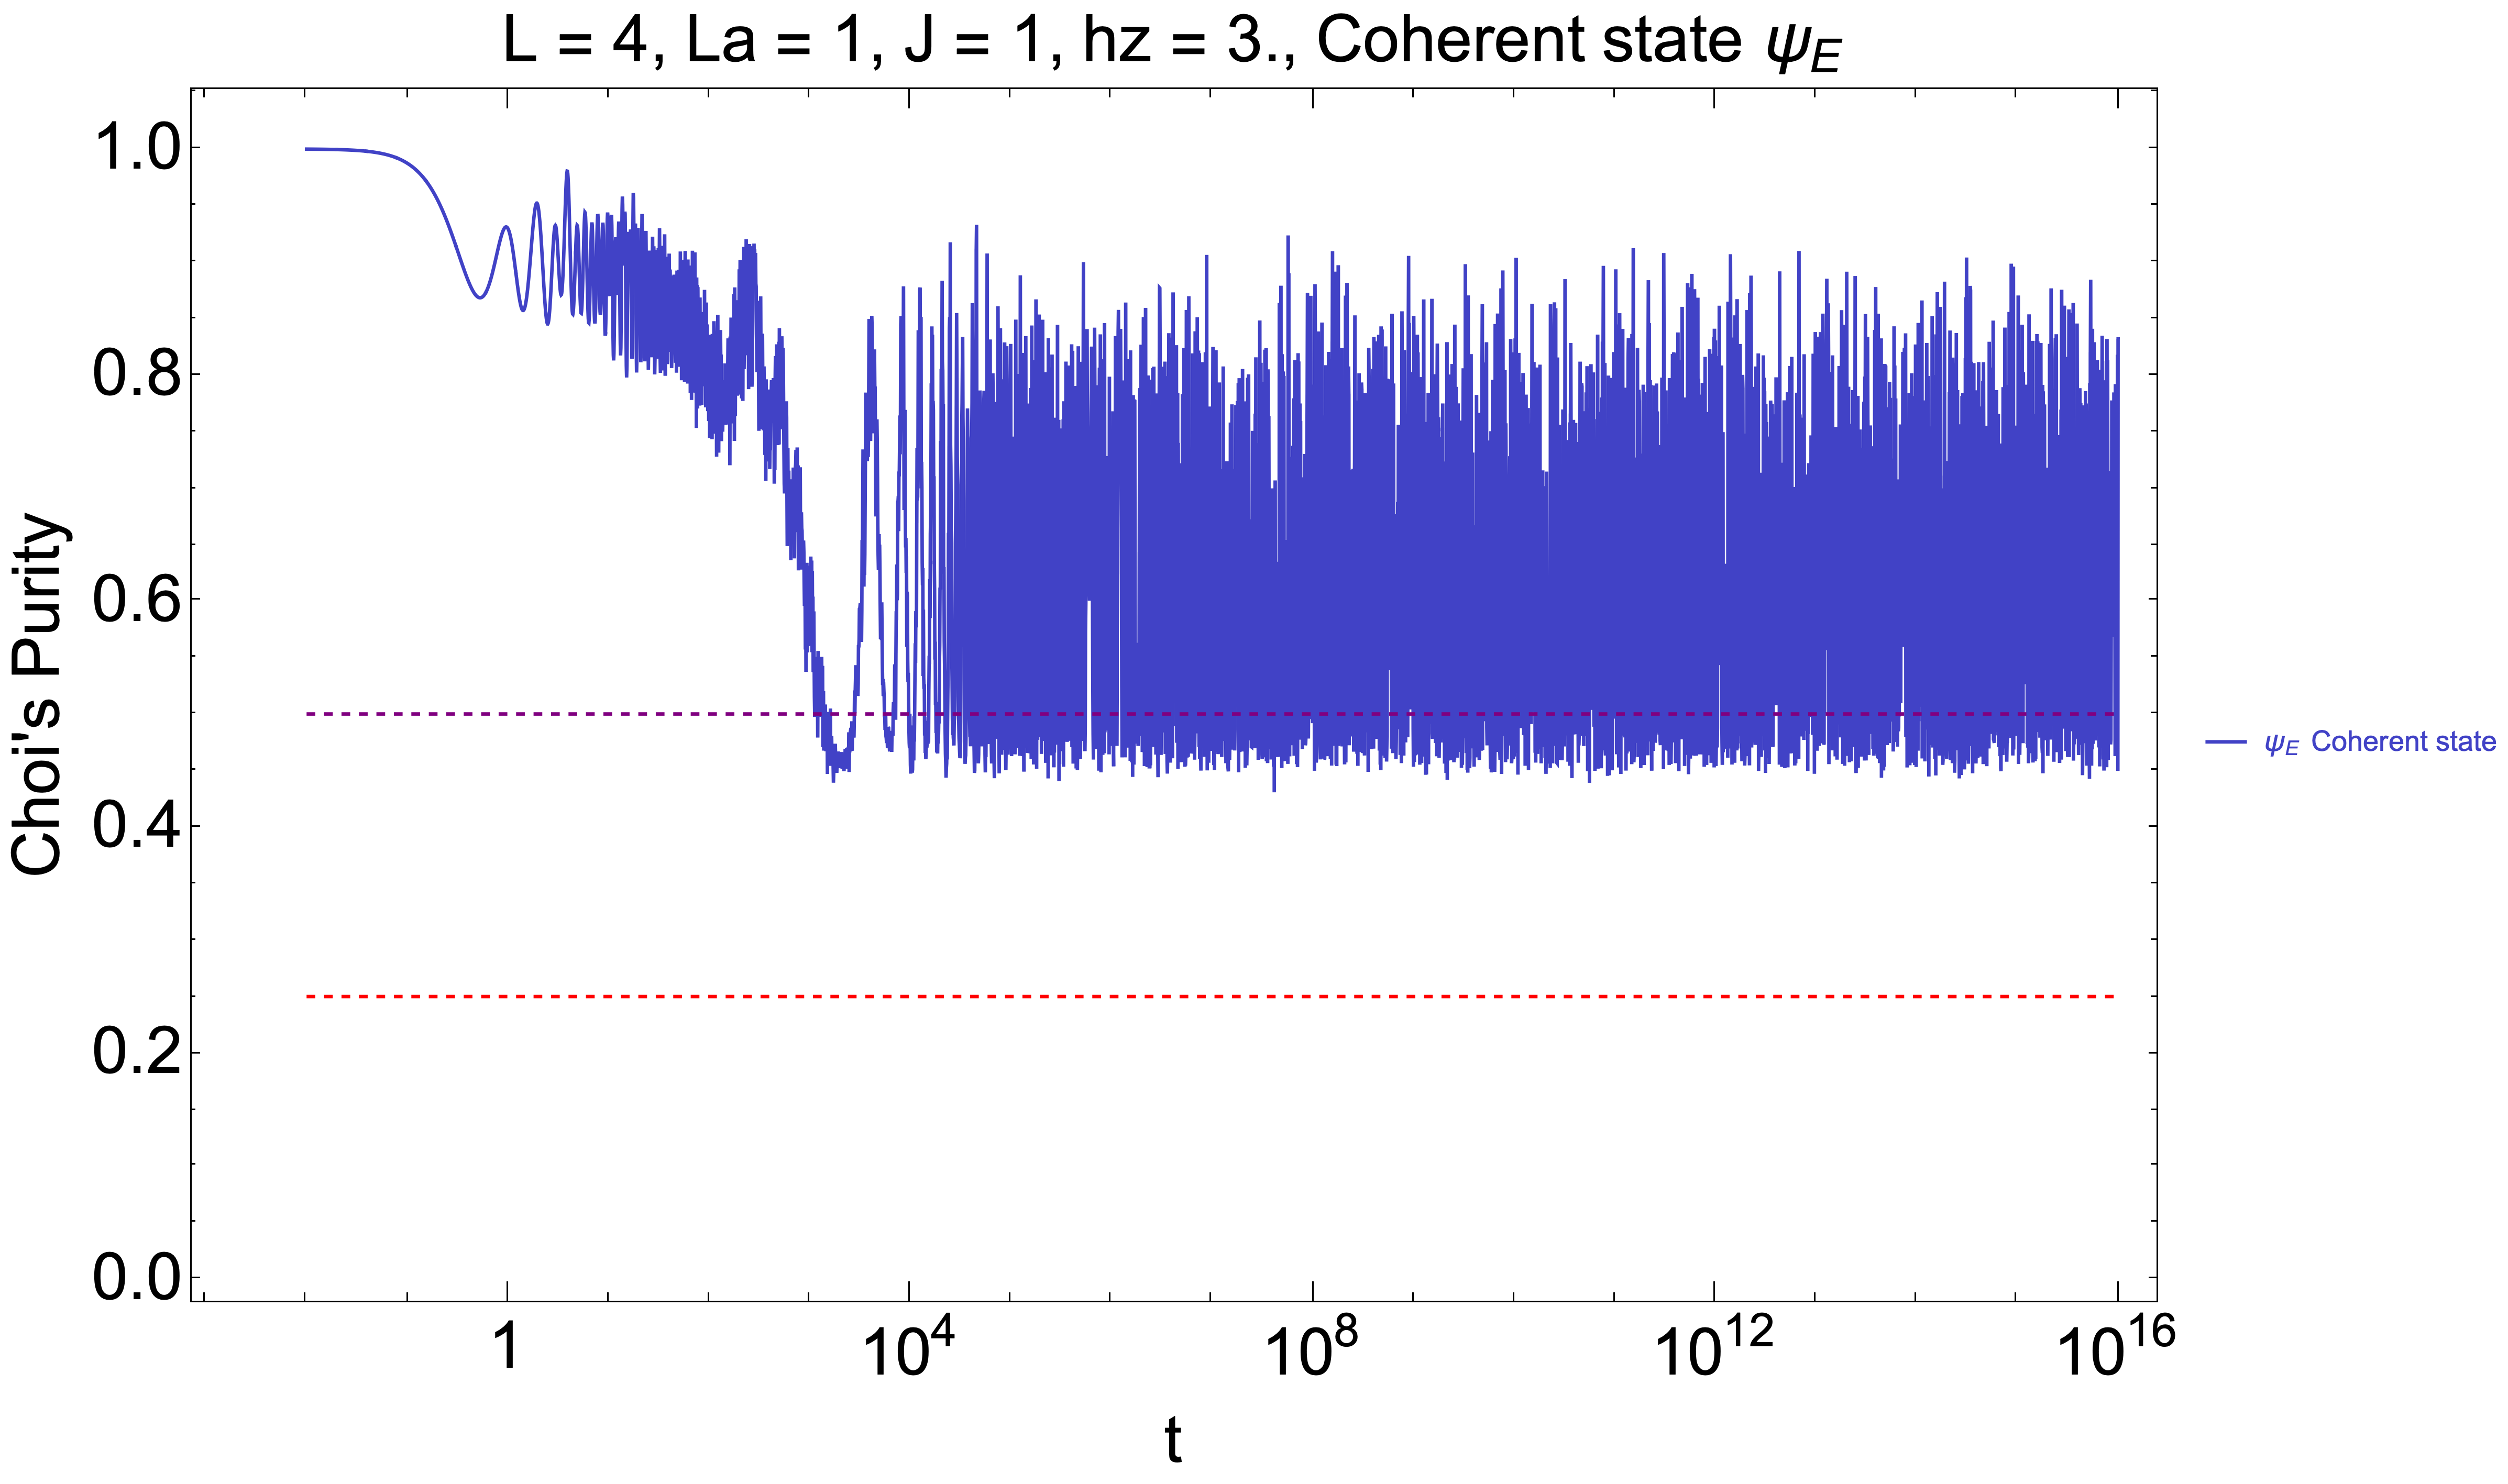 L = 4, La = 1, J = 1, hz = 3., Coherent state ψE
Choi's Purity
1.0
0.8
0.6
0.4
0.2
0.0
1
10^4
10^8
10^12
10^16
t
ψE Coherent state